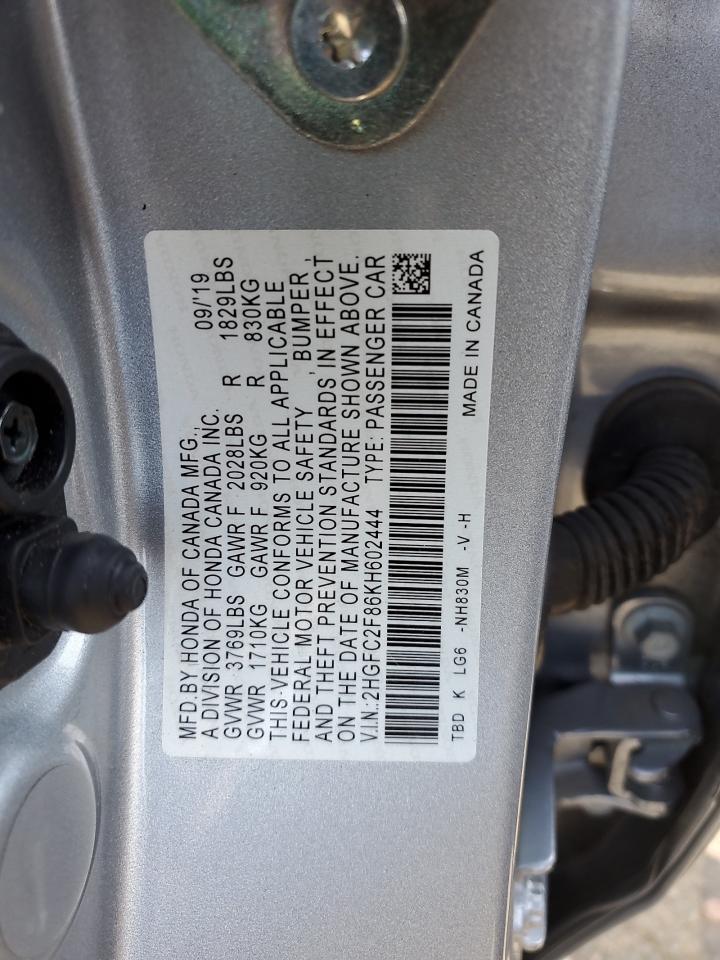 MFD. BY HONDA OF CANADA MFG., 09/'19
A DIVISION OF HONDA CANADA INC.
GVWR 3769LBS GAWR F 2028LBS R 1829LBS
GVWR 1710KG GAWR F 920KG R 830KG
THIS VEHICLE CONFORMS TO ALL APPLICABLE
FEDERAL MOTOR VEHICLE SAFETY , BUMPER ,
AND THEFT PREVENTION STANDARDS IN EFFECT
ON THE DATE OF MANUFACTURE SHOWN ABOVE.
V.I.N.: 2HGFC2F86KH602444 TYPE: PASSENGER CAR
TBD K LG6 -NH830M -V -H
MADE IN CANADA